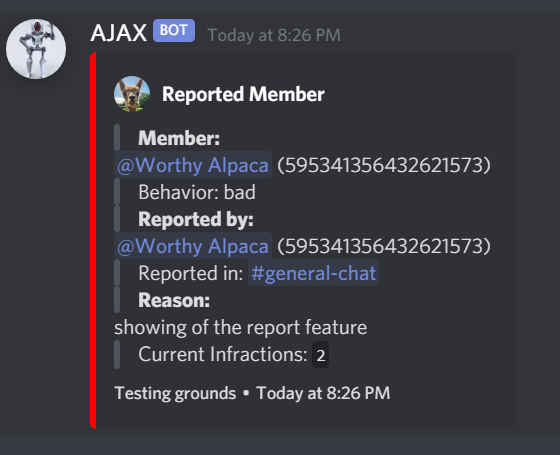 AJAX BOT Today at 8:26 PM
Reported Member
Member:
@Worthy Alpaca (595341356432621573)
Behavior: bad
Reported by:
@Worthy Alpaca (595341356432621573)
Reported in: #general-chat
Reason:
showing of the report feature
Current Infractions: 2
Testing grounds • Today at 8:26 PM